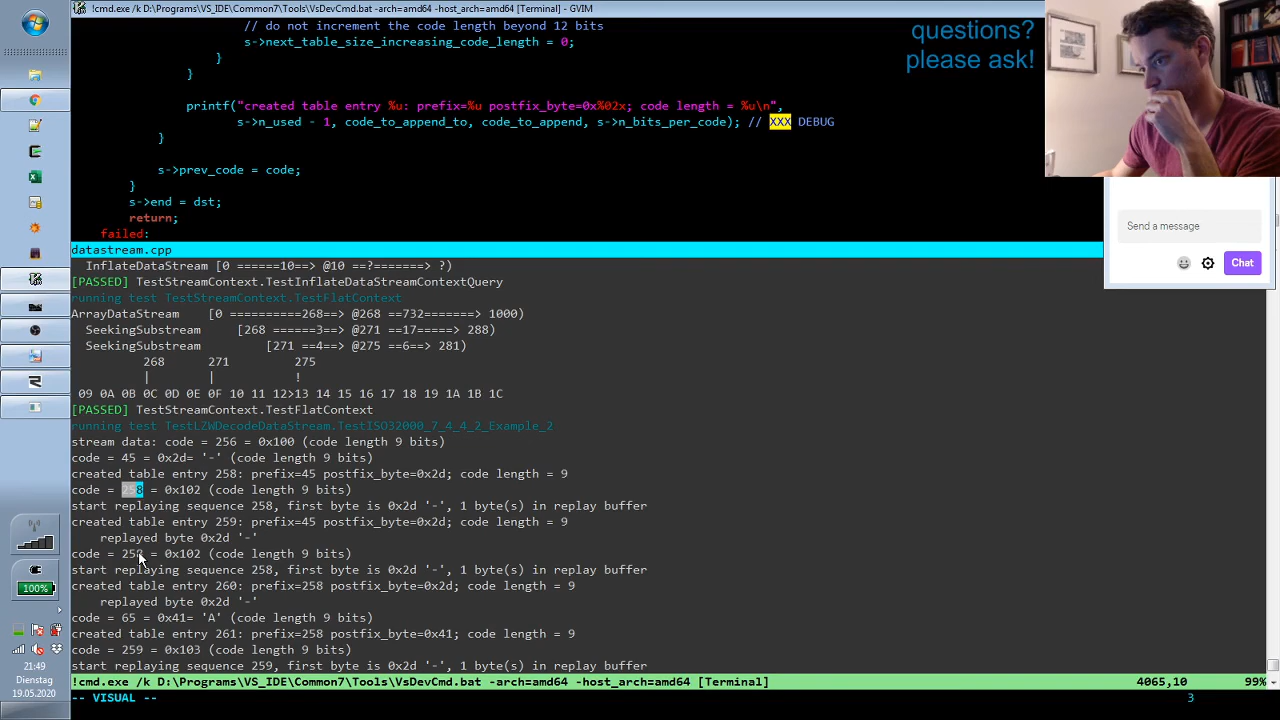 !cmd.exe /k D:\Programs\VS_IDE\Common7\Tools\VsDevCmd.bat -arch=amd64 -host_arch=amd64 [Terminal] - GVIM
// do not increment the code length beyond 12 bits
s->next_table_size_increasing_code_length = 0;
}
}
printf("created table entry %u: prefix=%u postfix_byte=0x%02x; code length = %u\n",
s->n_used - 1, code_to_append_to, code_to_append, s->n_bits_per_code); // XXX DEBUG
}
s->prev_code = code;
}
s->end = dst;
return;
failed:
questions?
please ask!
Send a message
Chat
datastream.cpp
InflateDataStream [0 ======10==> @10 ==?=======> ?)
[PASSED] TestStreamContext.TestInflateDataStreamContextQuery
running test TestStreamContext.TestFlatContext
ArrayDataStream [0 ==========268==> @268 ==732=======> 1000)
SeekingSubstream [268 ======3==> @271 ==17=====> 288)
SeekingSubstream [271 ==4==> @275 ==6==> 281)
268 271 275
| | !
09 0A 0B 0C 0D 0E 0F 10 11 12>13 14 15 16 17 18 19 1A 1B 1C
[PASSED] TestStreamContext.TestFlatContext
running test TestLZWDecodeDataStream.TestISO32000_7_4_4_2_Example_2
stream data: code = 256 = 0x100 (code length 9 bits)
code = 45 = 0x2d= '-' (code length 9 bits)
created table entry 258: prefix=45 postfix_byte=0x2d; code length = 9
code = 258 = 0x102 (code length 9 bits)
start replaying sequence 258, first byte is 0x2d '-', 1 byte(s) in replay buffer
created table entry 259: prefix=45 postfix_byte=0x2d; code length = 9
replayed byte 0x2d '-'
code = 258 = 0x102 (code length 9 bits)
start replaying sequence 258, first byte is 0x2d '-', 1 byte(s) in replay buffer
created table entry 260: prefix=258 postfix_byte=0x2d; code length = 9
replayed byte 0x2d '-'
code = 65 = 0x41= 'A' (code length 9 bits)
created table entry 261: prefix=258 postfix_byte=0x41; code length = 9
code = 259 = 0x103 (code length 9 bits)
start replaying sequence 259, first byte is 0x2d '-', 1 byte(s) in replay buffer
!cmd.exe /k D:\Programs\VS_IDE\Common7\Tools\VsDevCmd.bat -arch=amd64 -host_arch=amd64 [Terminal] 4065,10 99%
-- VISUAL -- 3
100%
21:49
Dienstag
19.05.2020